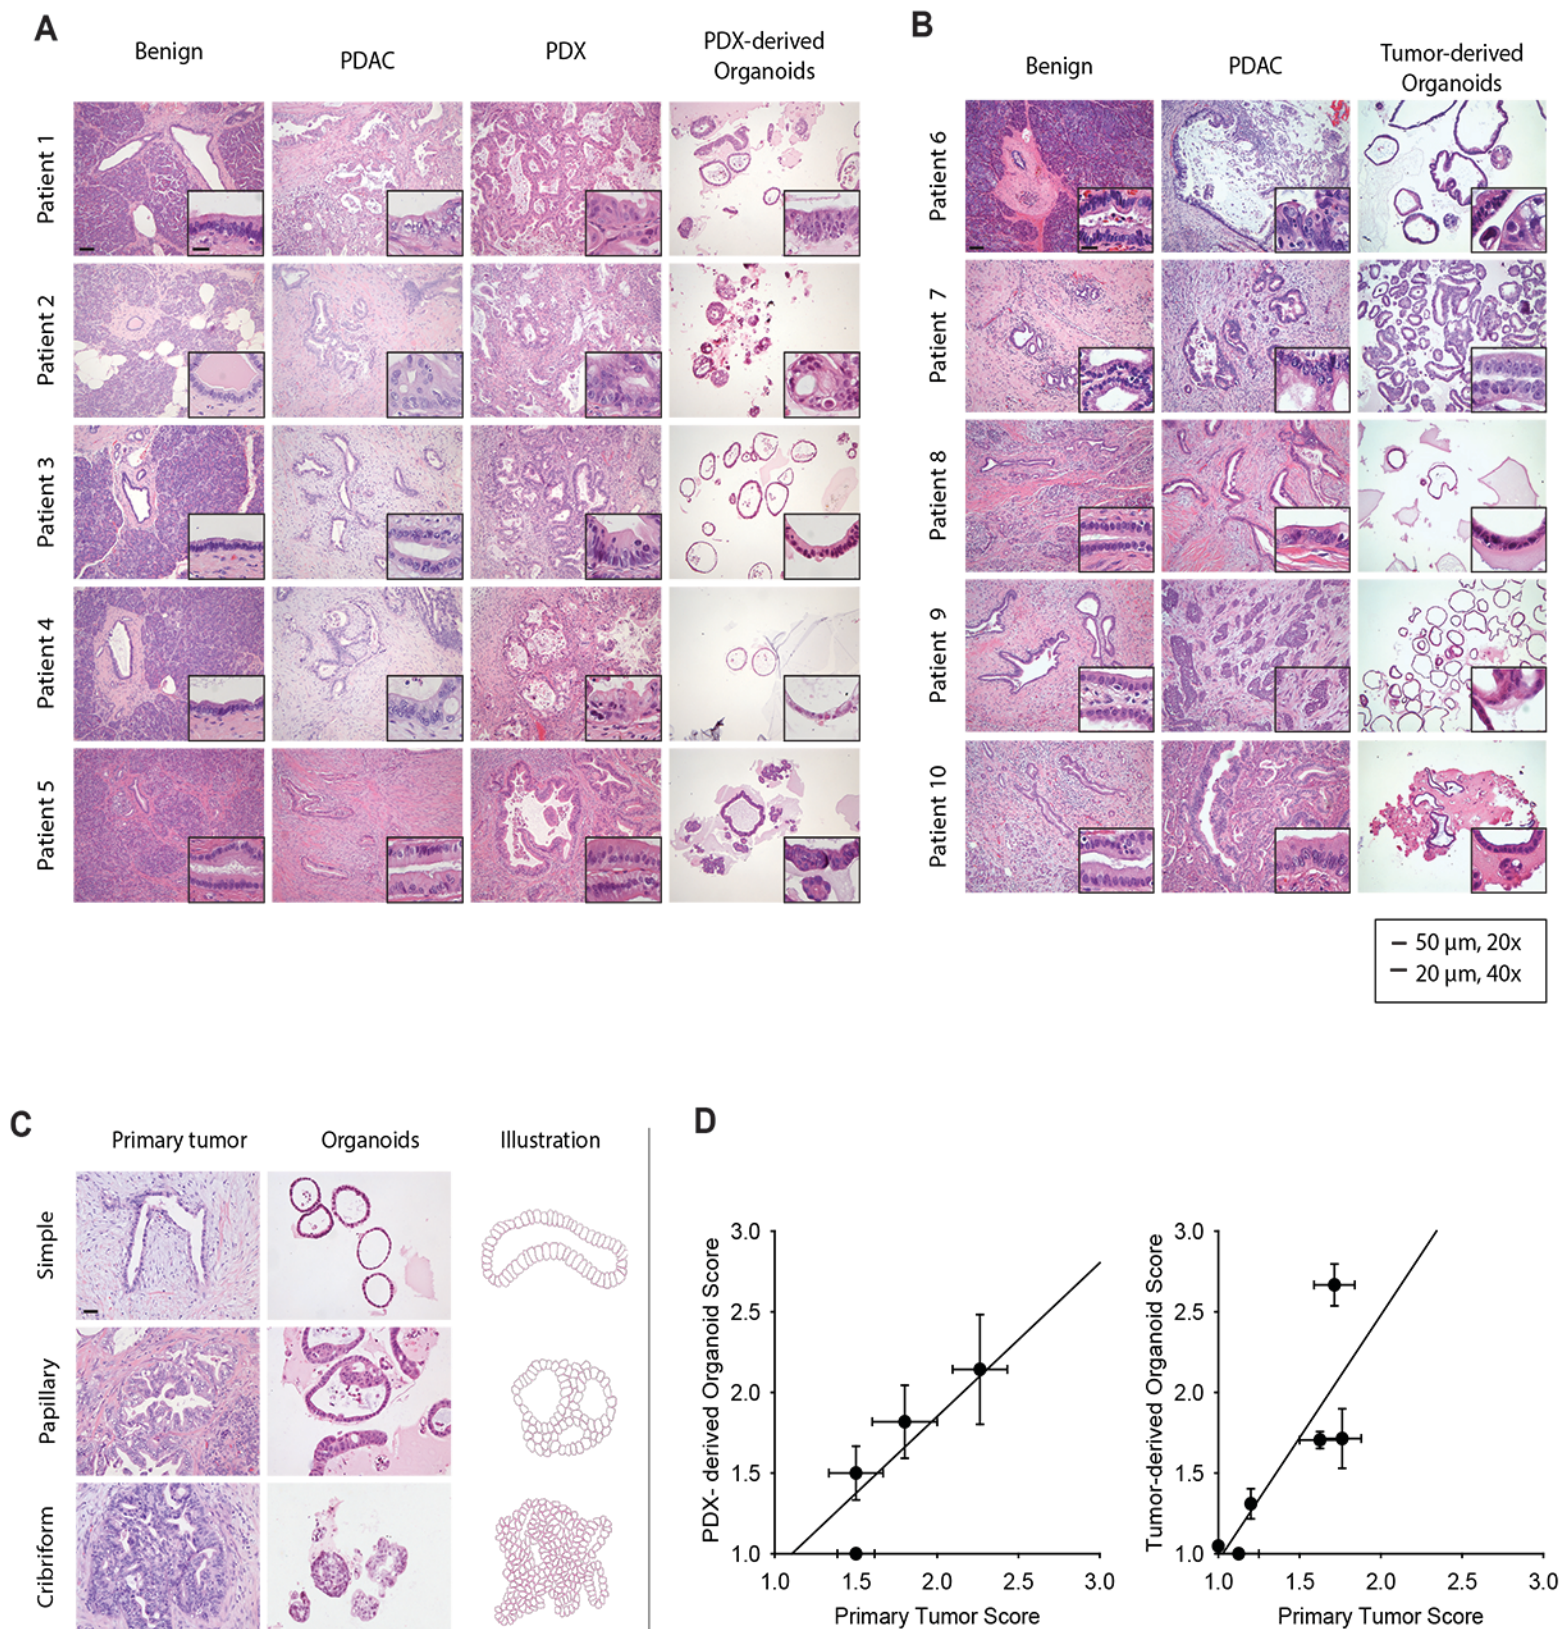 A
Benign
PDAC
PDX
PDX-derived
Organoids
Patient 1
Patient 2
Patient 3
Patient 4
Patient 5
B
Benign
PDAC
Tumor-derived
Organoids
Patient 6
Patient 7
Patient 8
Patient 9
Patient 10
50 µm, 20x
20 µm, 40x
C
Primary tumor
Organoids
Illustration
Simple
Papillary
Cribriform
D
PDX- derived Organoid Score
3.0
2.5
2.0
1.5
1.0
1.0 1.5 2.0 2.5 3.0
Primary Tumor Score
Tumor-derived Organoid Score
3.0
2.5
2.0
1.5
1.0
1.0 1.5 2.0 2.5 3.0
Primary Tumor Score